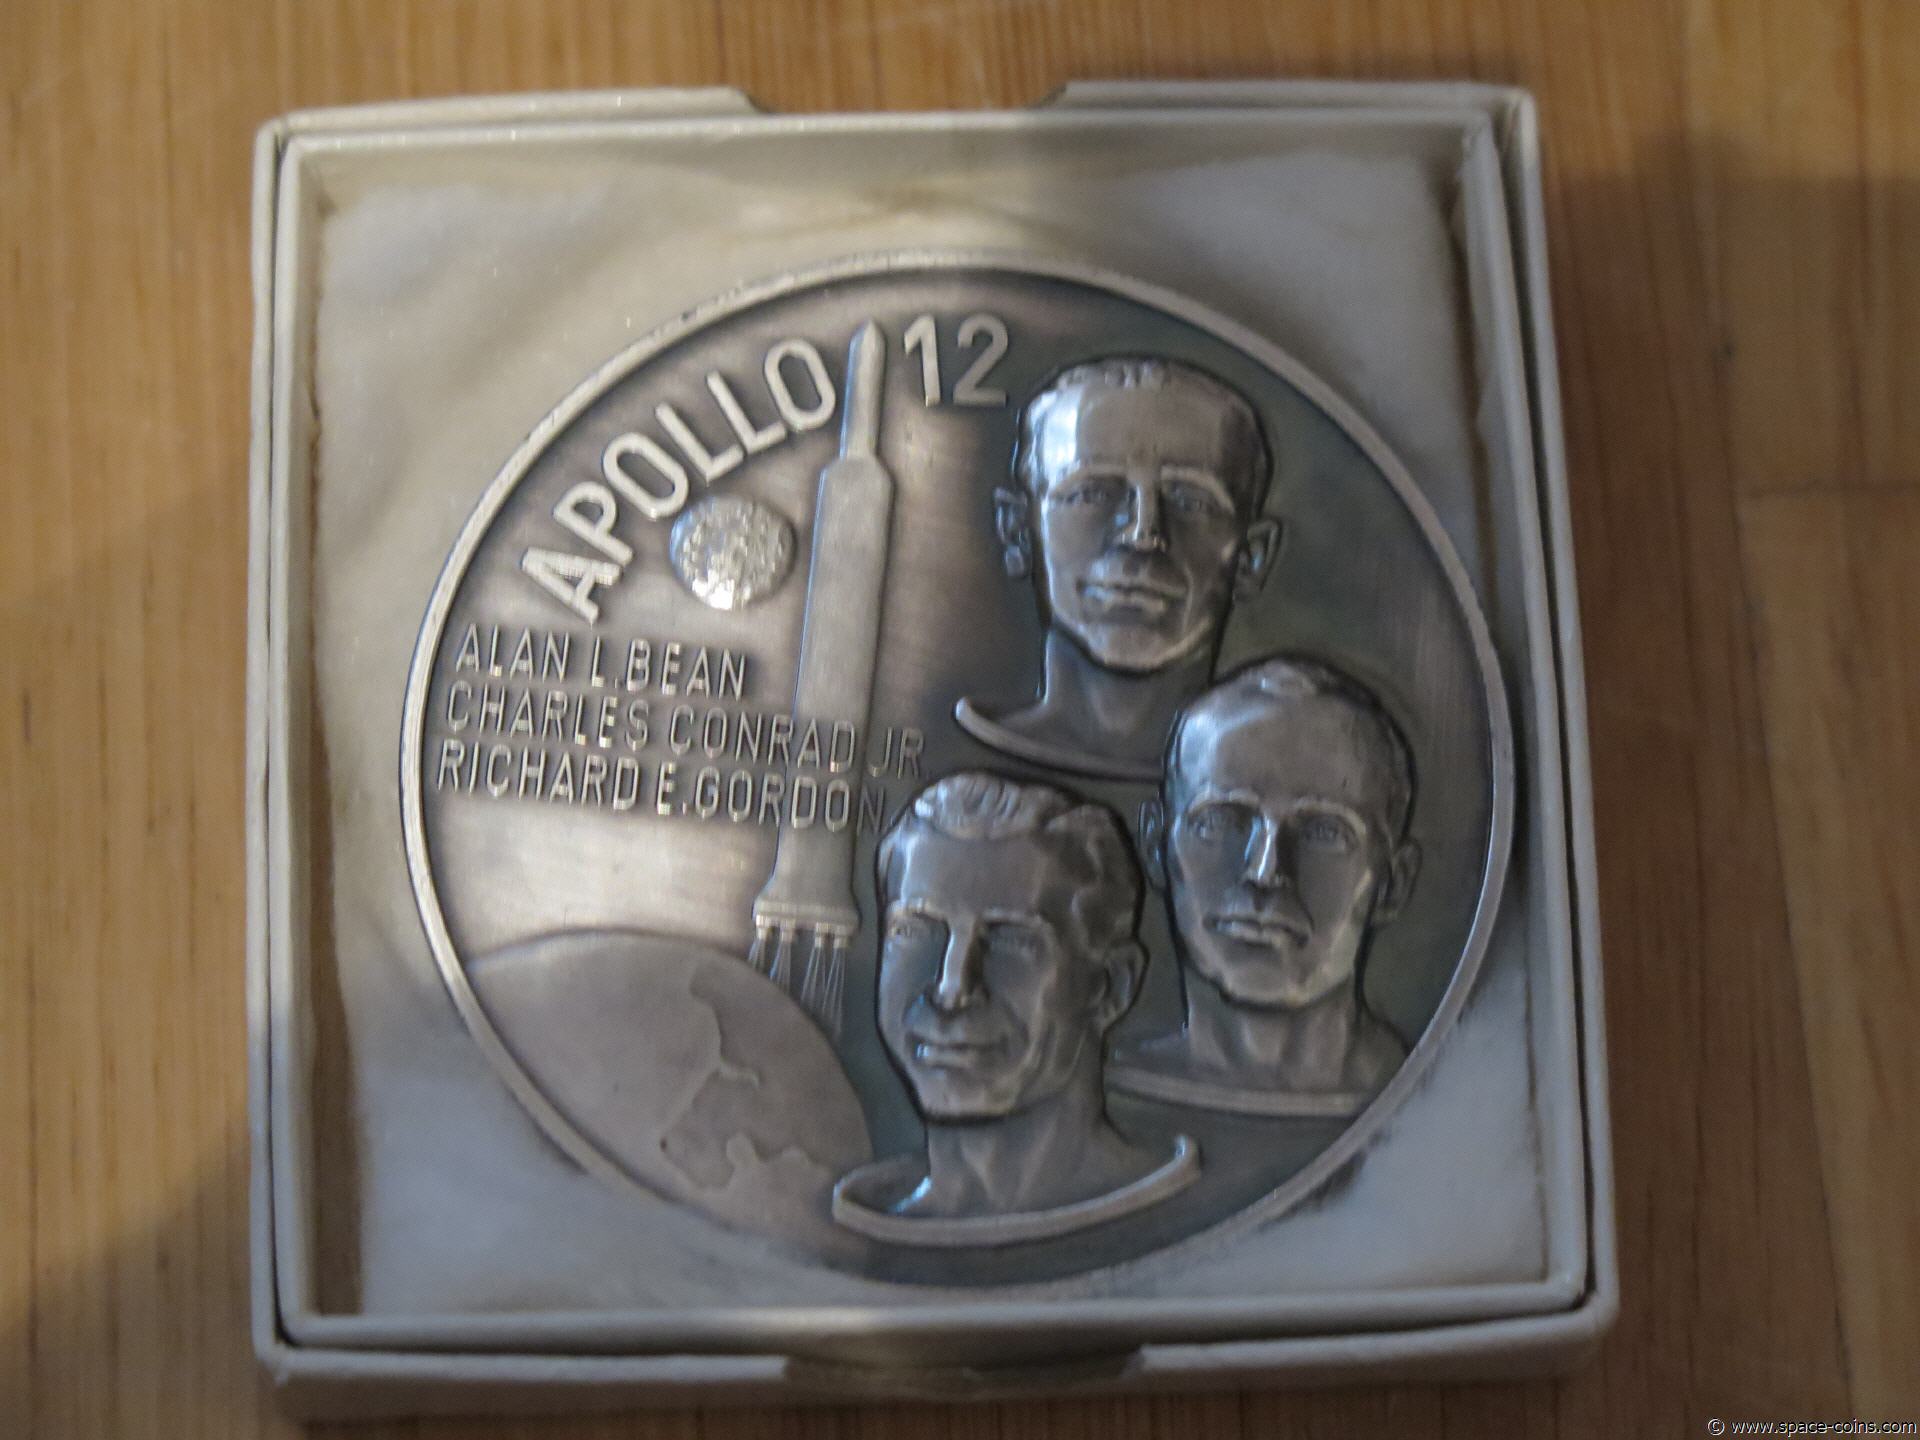 APOLLO 12
ALAN L.BEAN
CHARLES CONRAD JR
RICHARD E.GORDON
© www.space-coins.com